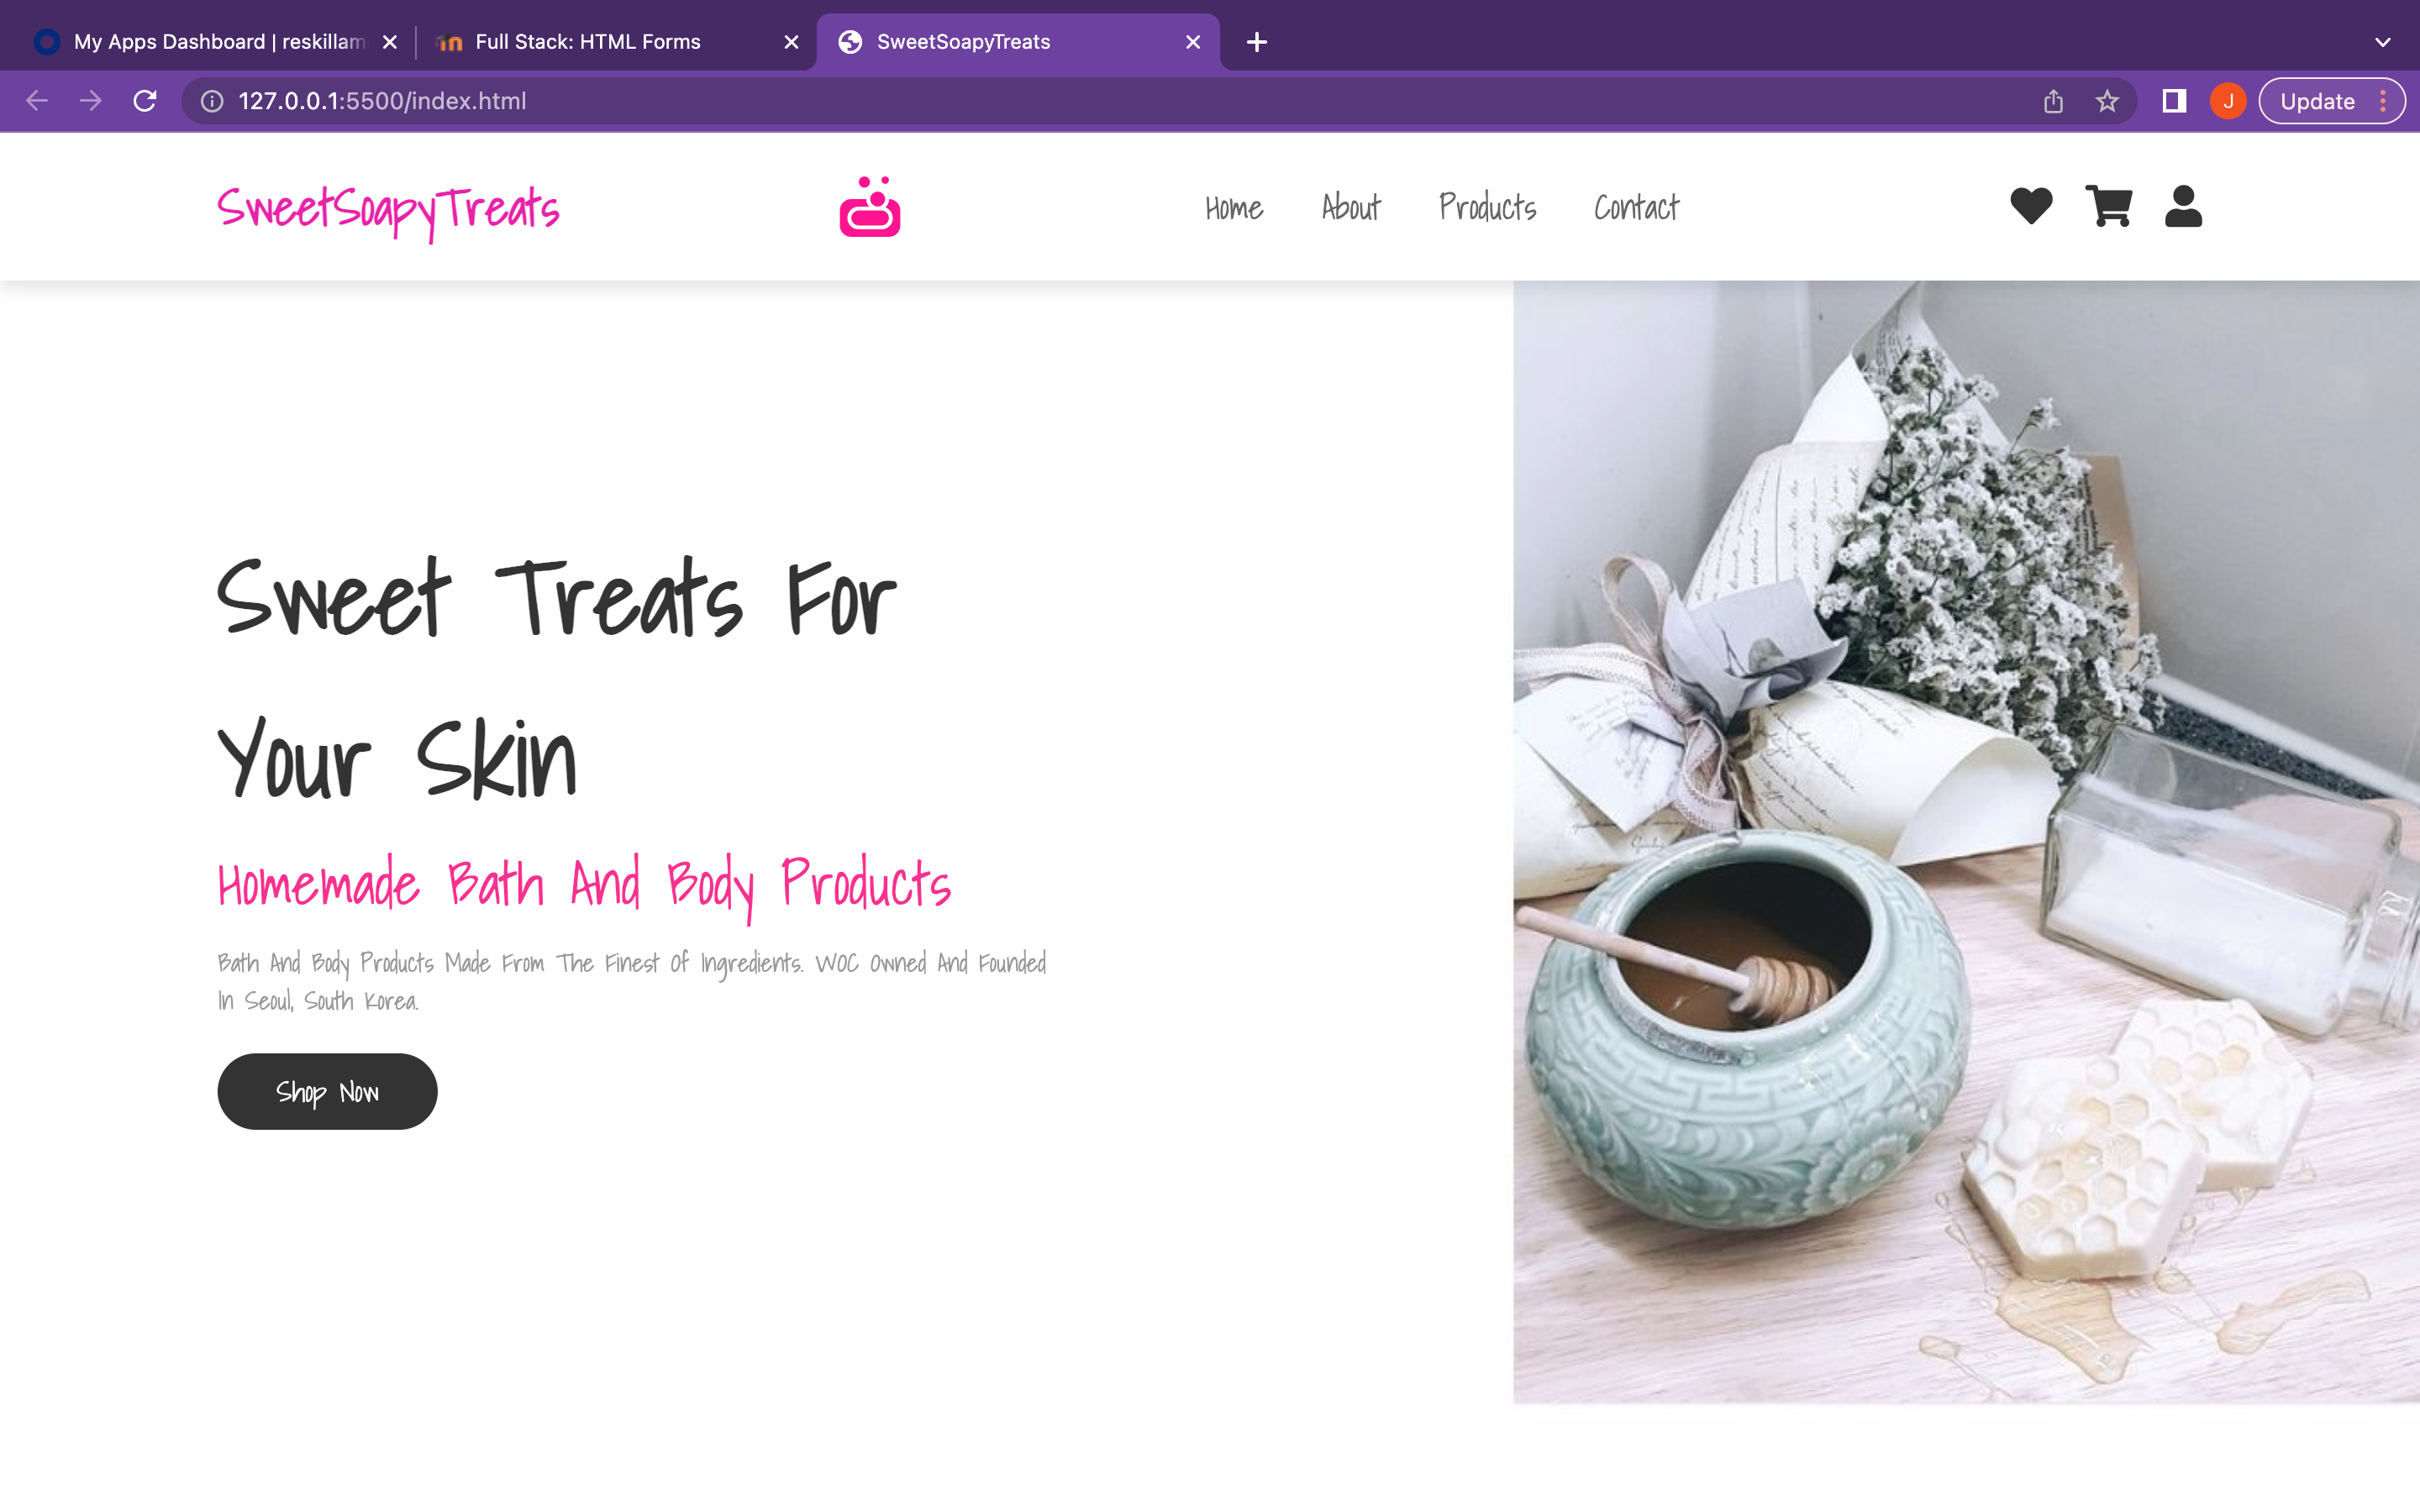 My Apps Dashboard | reskillam
Full Stack: HTML Forms
SweetSoapyTreats
127.0.0.1:5500/index.html
J
Update
SweetSoapyTreats
Home About Products Contact
Sweet Treats For
Your Skin
Homemade Bath And Body Products
Bath And Body Products Made From The Finest Of Ingredients. WOC Owned And Founded
In Seoul, South Korea.
Shop Now